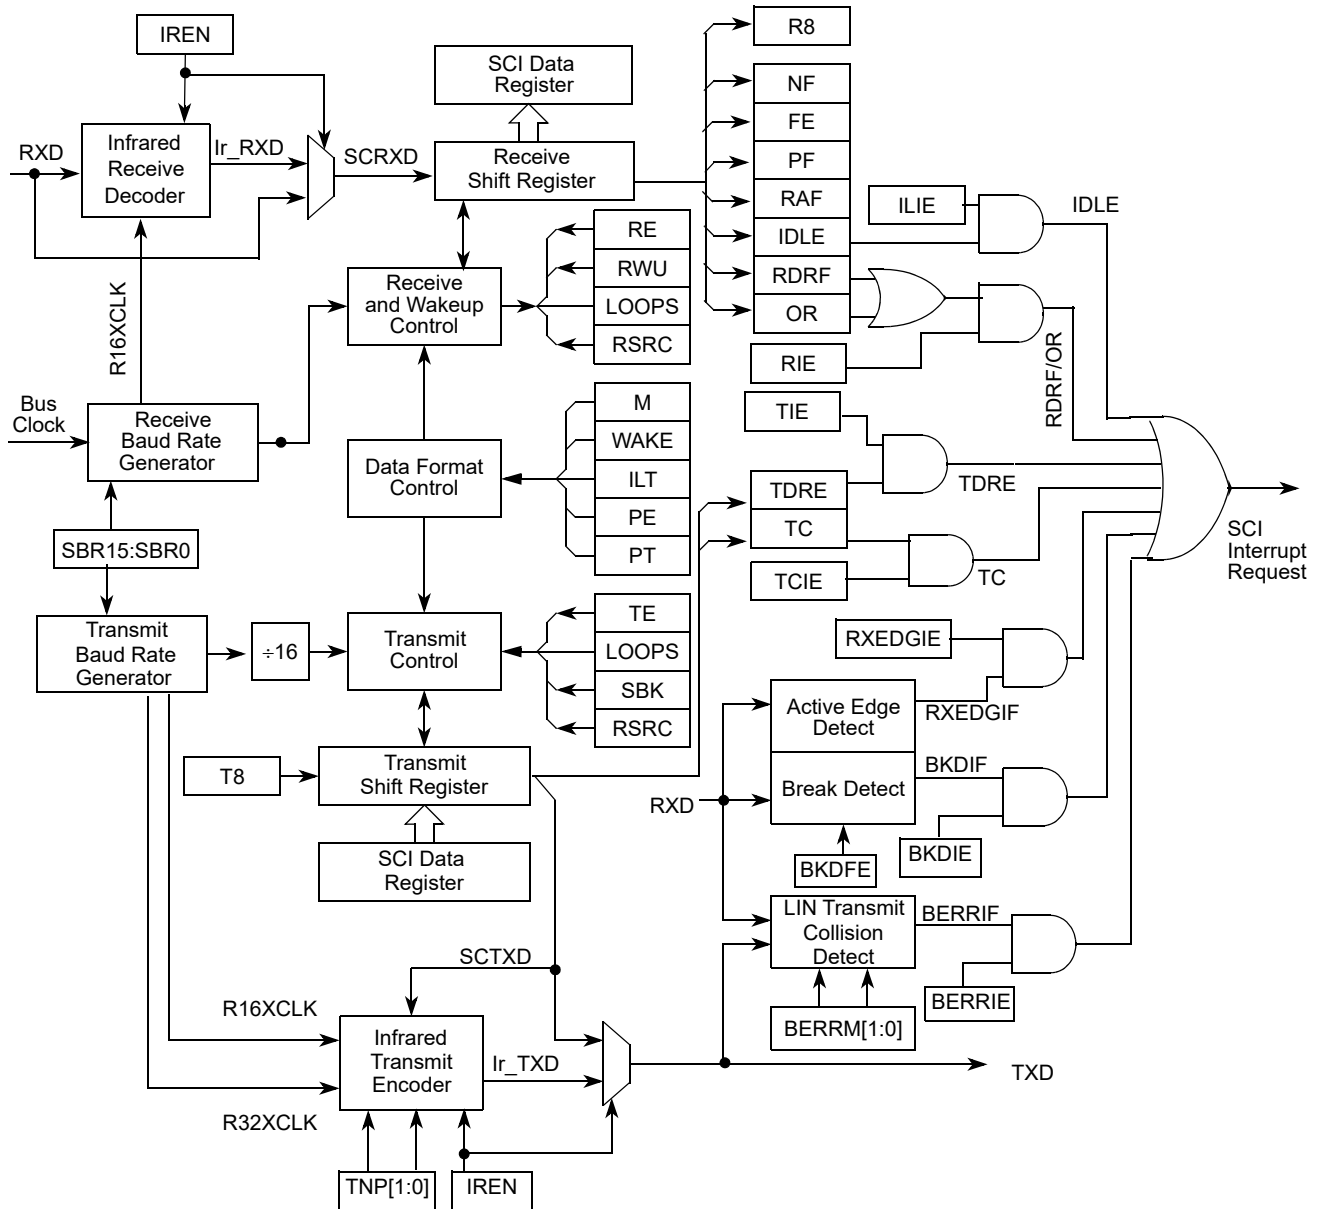 IREN
RXD
Infrared
Receive
Decoder
Ir_RXD
SCRXD
SCI Data
Register
Receive
Shift Register
R8
NF
FE
PF
RAF
IDLE
RDRF
OR
ILIE
IDLE
RIE
RDRF/OR
RE
RWU
LOOPS
RSRC
Receive
and Wakeup
Control
R16XCLK
Bus
Clock
Receive
Baud Rate
Generator
Data Format
Control
M
WAKE
ILT
PE
PT
TIE
TDRE
TC
TCIE
TDRE
TC
SCI
Interrupt
Request
SBR15:SBR0
Transmit
Baud Rate
Generator
÷16
Transmit
Control
TE
LOOPS
SBK
RSRC
RXEDGIE
Active Edge
Detect
RXEDGIF
Break Detect
BKDIF
RXD
BKDFE
BKDIE
T8
Transmit
Shift Register
SCI Data
Register
LIN Transmit
Collision
Detect
BERRIF
BERRIE
BERRM[1:0]
SCTXD
R16XCLK
Infrared
Transmit
Encoder
Ir_TXD
TXD
R32XCLK
TNP[1:0]
IREN